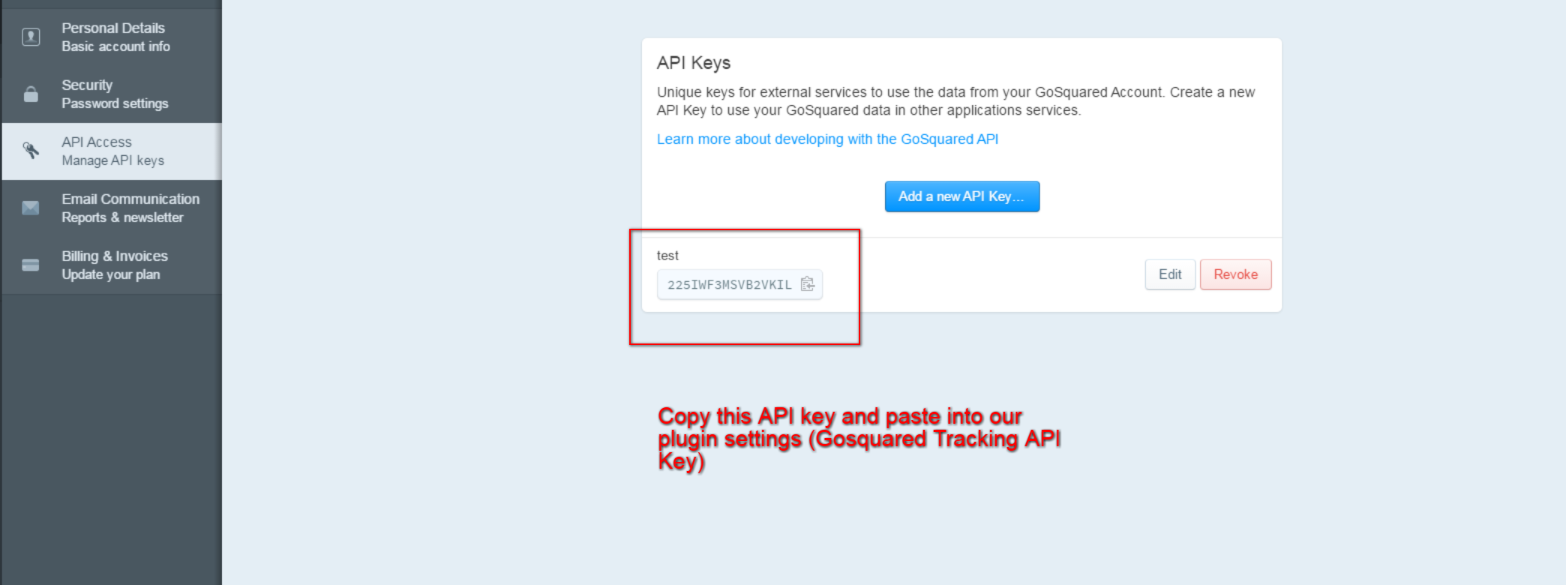 Personal Details
Basic account info
Security
Password settings
API Access
Manage API keys
Email Communication
Reports & newsletter
Billing & Invoices
Update your plan
API Keys
Unique keys for external services to use the data from your GoSquared Account. Create a new
API Key to use your GoSquared data in other applications services.
Learn more about developing with the GoSquared API
Add a new API Key...
test
225IWF3MSVB2VKIL
Edit
Revoke
Copy this API key and paste into our
plugin settings (Gosquared Tracking API
Key)